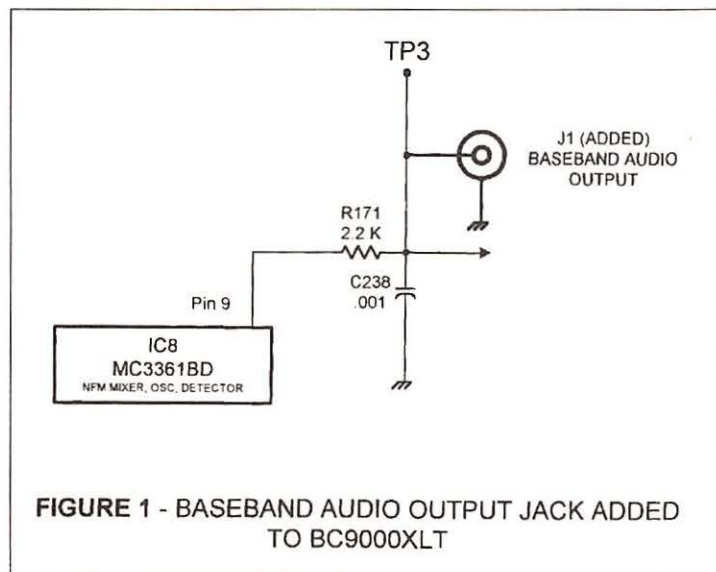 TP3
J1 (ADDED)
BASEBAND AUDIO
OUTPUT
R171
2.2 K
C238
.001
Pin 9
IC8
MC3361BD
NFM MIXER, OSC, DETECTOR
FIGURE 1 - BASEBAND AUDIO OUTPUT JACK ADDED
TO BC9000XLT